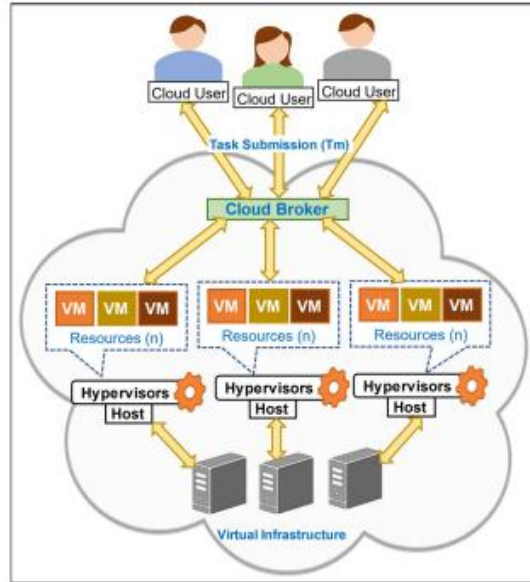 Cloud User
Cloud User
Cloud User
Task Submission (Tm)
Cloud Broker
VM VM VM
Resources (n)
VM VM VM
Resources (n)
VM VM VM
Resources (n)
Hypervisors
Host
Hypervisors
Host
Hypervisors
Host
Virtual Infrastructure